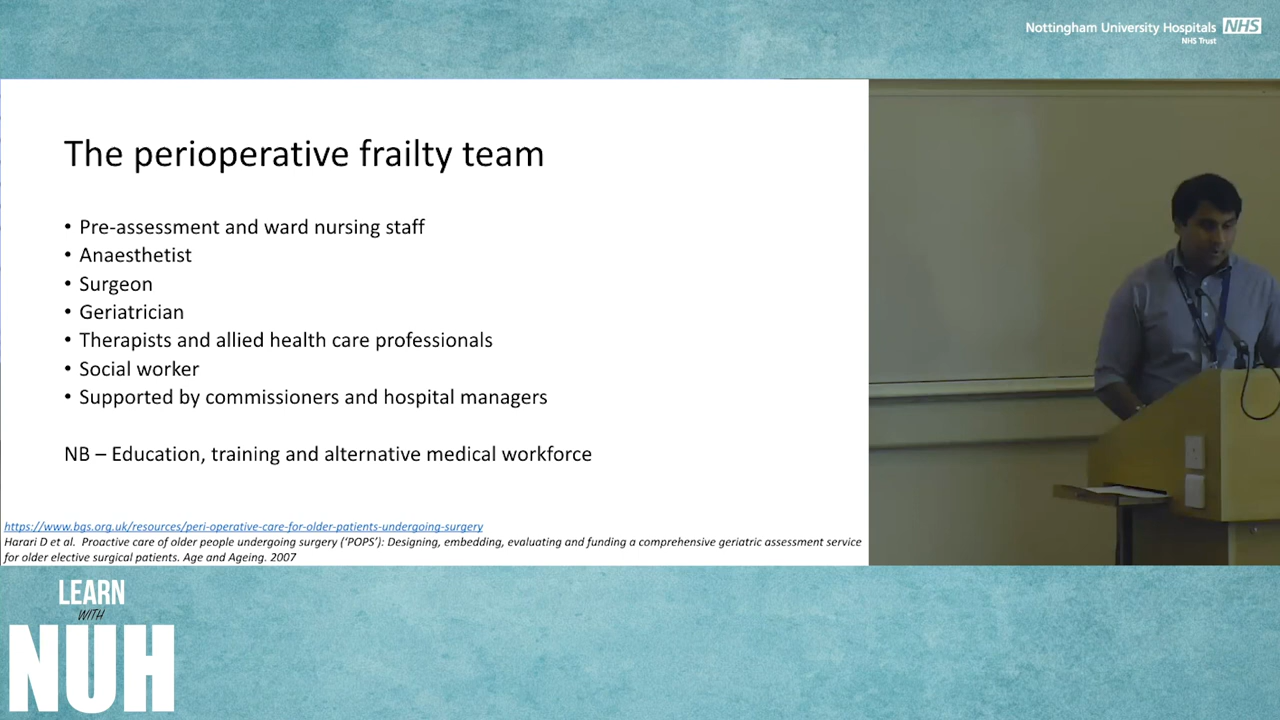 Nottingham University Hospitals NHS
NHS Trust
The perioperative frailty team
• Pre-assessment and ward nursing staff
• Anaesthetist
• Surgeon
• Geriatrician
• Therapists and allied health care professionals
• Social worker
• Supported by commissioners and hospital managers
NB – Education, training and alternative medical workforce
https://www.bgs.org.uk/resources/peri-operative-care-for-older-patients-undergoing-surgery
Harari D et al. Proactive care of older people undergoing surgery (‘POPS’): Designing, embedding, evaluating and funding a comprehensive geriatric assessment service
for older elective surgical patients. Age and Ageing. 2007
LEARN
WITH
NUH